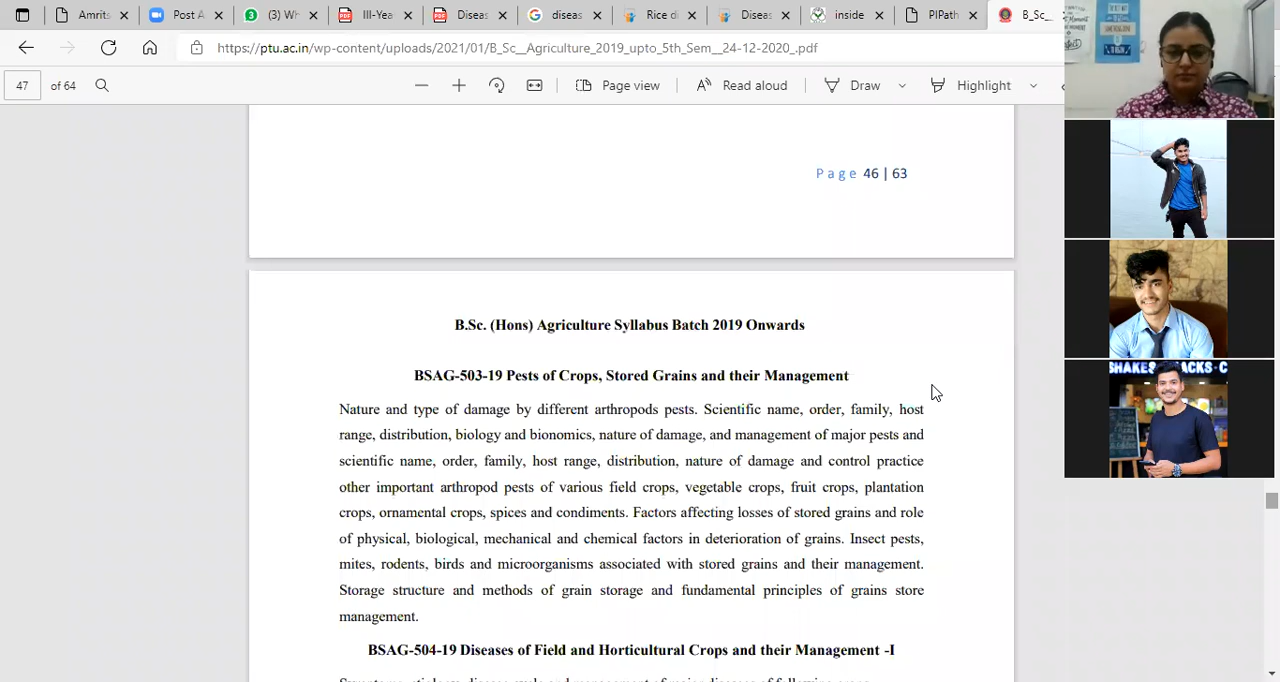 Amrits
Post A
(3) Wh
III-Yea
Diseas
diseas
Rice di
Diseas
inside
PlPath
B_Sc_
https://ptu.ac.in/wp-content/uploads/2021/01/B_Sc__Agriculture_2019_upto_5th_Sem__24-12-2020_.pdf
47 of 64
Page view
Read aloud
Draw
Highlight
Page 46 | 63
B.Sc. (Hons) Agriculture Syllabus Batch 2019 Onwards
BSAG-503-19 Pests of Crops, Stored Grains and their Management
Nature and type of damage by different arthropods pests. Scientific name, order, family, host
range, distribution, biology and bionomics, nature of damage, and management of major pests and
scientific name, order, family, host range, distribution, nature of damage and control practice
other important arthropod pests of various field crops, vegetable crops, fruit crops, plantation
crops, ornamental crops, spices and condiments. Factors affecting losses of stored grains and role
of physical, biological, mechanical and chemical factors in deterioration of grains. Insect pests,
mites, rodents, birds and microorganisms associated with stored grains and their management.
Storage structure and methods of grain storage and fundamental principles of grains store
management.
BSAG-504-19 Diseases of Field and Horticultural Crops and their Management -I